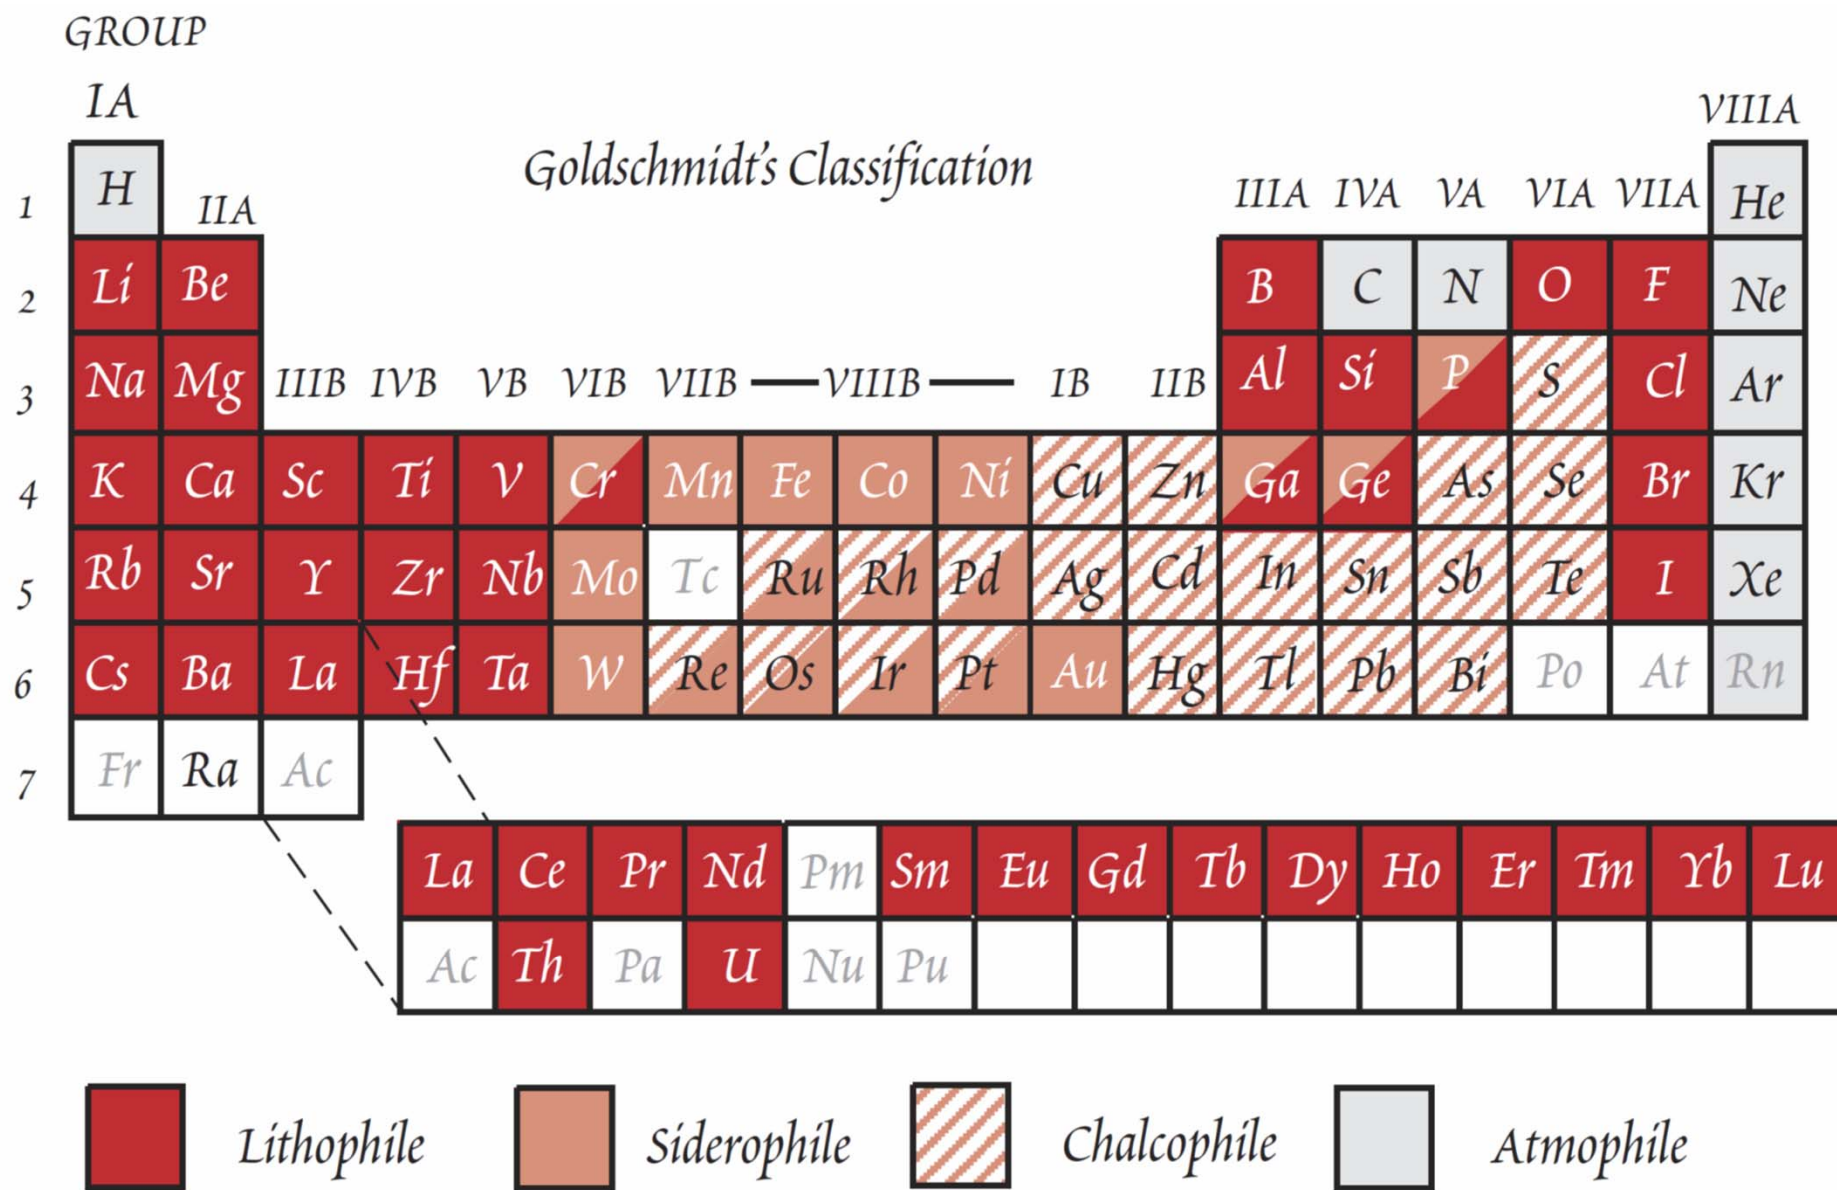 GROUP
IA
VIIIA
Goldschmidt's Classification
1 H IIA IIIA IVA VA VIA VIIA He
2 Li Be B C N O F Ne
3 Na Mg IIIB IVB VB VIB VIIB VIIIB IB IIB Al Si P S Cl Ar
4 K Ca Sc Ti V Cr Mn Fe Co Ni Cu Zn Ga Ge As Se Br Kr
5 Rb Sr Y Zr Nb Mo Tc Ru Rh Pd Ag Cd In Sn Sb Te I Xe
6 Cs Ba La Hf Ta W Re Os Ir Pt Au Hg Tl Pb Bi Po At Rn
7 Fr Ra Ac
La Ce Pr Nd Pm Sm Eu Gd Tb Dy Ho Er Tm Yb Lu
Ac Th Pa U Nu Pu
Lithophile Siderophile Chalcophile Atmophile